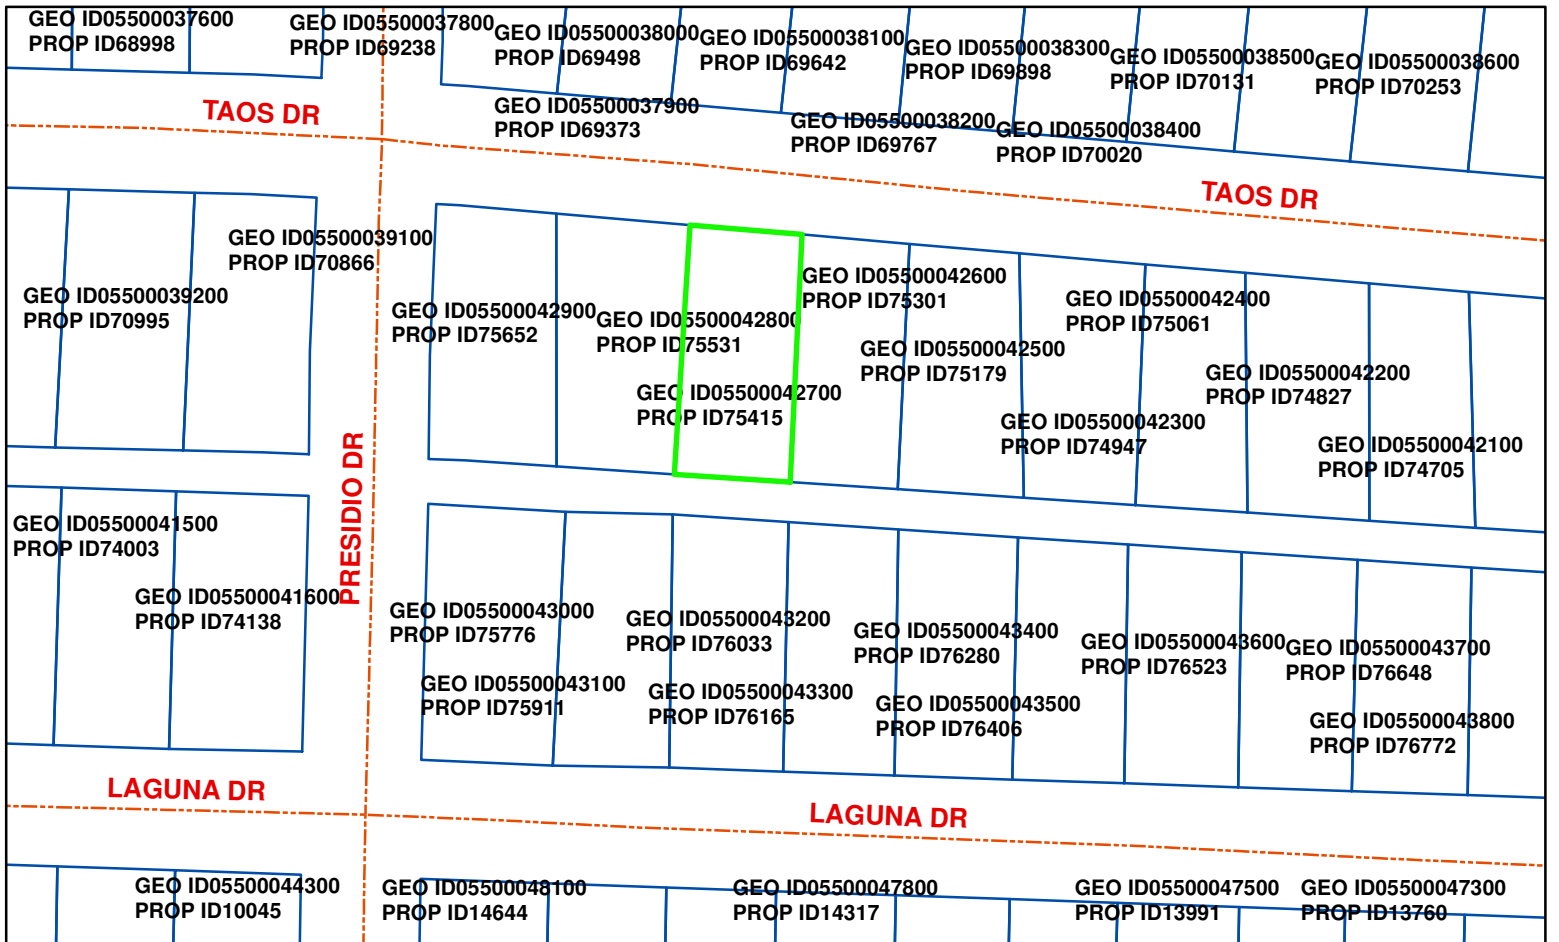 GEO ID05500037600
PROP ID68998
GEO ID05500037800
PROP ID69238
GEO ID05500038000
PROP ID69498
GEO ID05500038100
PROP ID69642
GEO ID05500038300
PROP ID69898
GEO ID05500038500
PROP ID70131
GEO ID05500038600
PROP ID70253
TAOS DR
GEO ID05500037900
PROP ID69373
GEO ID05500038200
PROP ID69767
GEO ID05500038400
PROP ID70020
TAOS DR
GEO ID05500039100
PROP ID70866
GEO ID05500039200
PROP ID70995
GEO ID05500042900
PROP ID75652
GEO ID05500042800
PROP ID75531
GEO ID05500042600
PROP ID75301
GEO ID05500042400
PROP ID75061
GEO ID05500042700
PROP ID75415
GEO ID05500042500
PROP ID75179
GEO ID05500042200
PROP ID74827
GEO ID05500042300
PROP ID74947
GEO ID05500042100
PROP ID74705
PRESIDIO DR
GEO ID05500041500
PROP ID74003
GEO ID05500041600
PROP ID74138
GEO ID05500043000
PROP ID75776
GEO ID05500043200
PROP ID76033
GEO ID05500043400
PROP ID76280
GEO ID05500043600
PROP ID76523
GEO ID05500043700
PROP ID76648
GEO ID05500043100
PROP ID75911
GEO ID05500043300
PROP ID76165
GEO ID05500043500
PROP ID76406
GEO ID05500043800
PROP ID76772
LAGUNA DR
LAGUNA DR
GEO ID05500044300
PROP ID10045
GEO ID05500048100
PROP ID14644
GEO ID05500047800
PROP ID14317
GEO ID05500047500
PROP ID13991
GEO ID05500047300
PROP ID13760